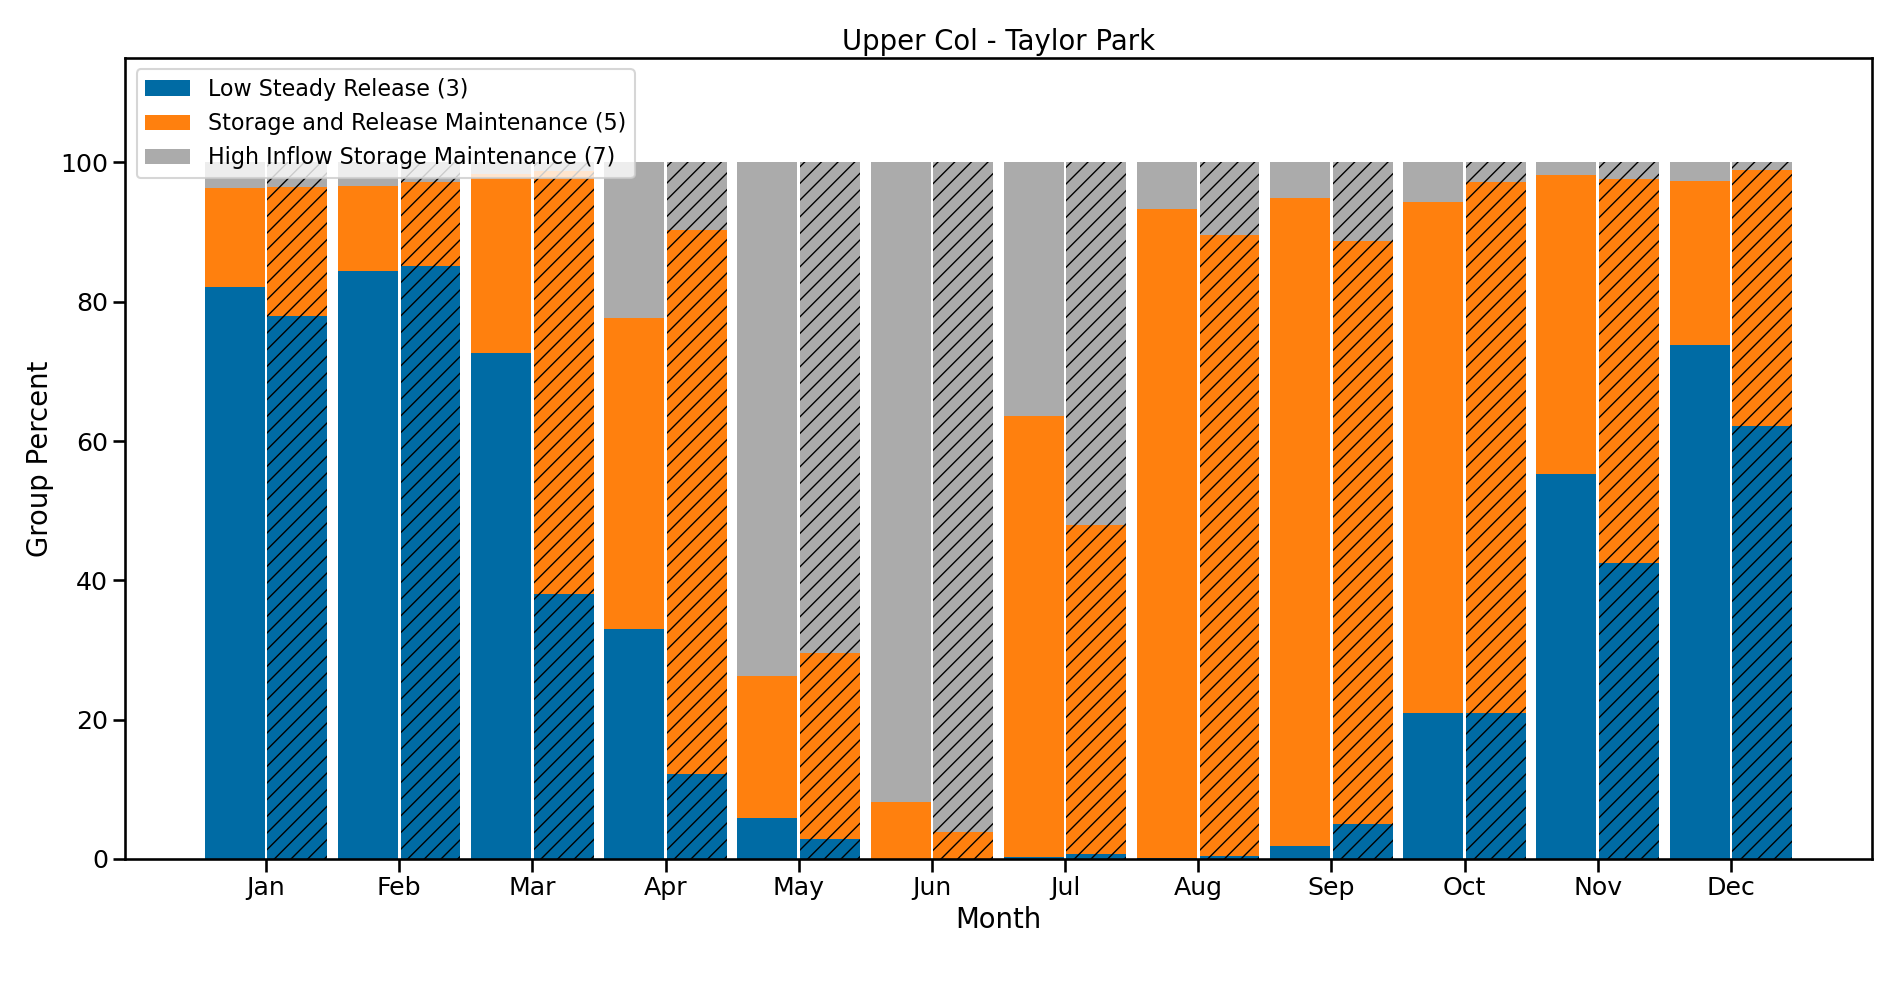 Upper Col - Taylor Park
Low Steady Release (3)
Storage and Release Maintenance (5)
High Inflow Storage Maintenance (7)
100
80
60
40
20
0
Group Percent
Jan Feb Mar Apr May Jun Jul Aug Sep Oct Nov Dec
Month